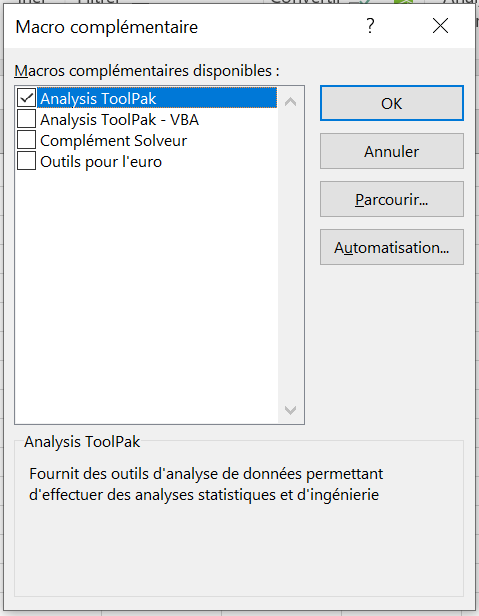 Convertir
Macro complémentaire
?
Macros complémentaires disponibles :
Analysis ToolPak
Analysis ToolPak - VBA
Complément Solveur
Outils pour l'euro
OK
Annuler
Parcourir...
Automatisation...
Analysis ToolPak
Fournit des outils d'analyse de données permettant
d'effectuer des analyses statistiques et d'ingénierie